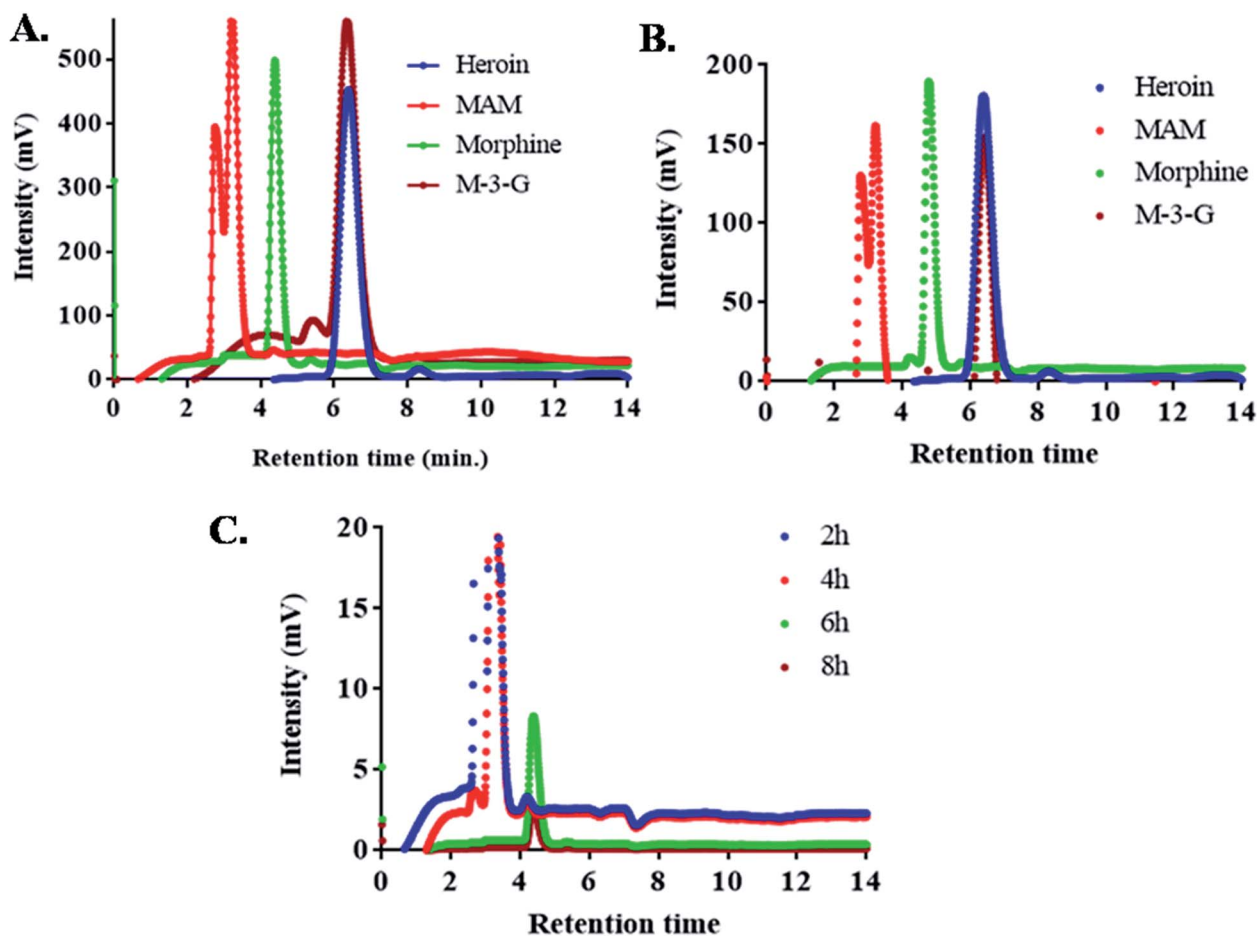 A.
500
400
300
200
100
0
0 2 4 6 8 10 12 14
Intensity (mV)
Retention time (min.)
Heroin
MAM
Morphine
M-3-G
B.
200
150
100
50
0
0 2 4 6 8 10 12 14
Intensity (mV)
Retention time
Heroin
MAM
Morphine
M-3-G
C.
20
15
10
5
0
0 2 4 6 8 10 12 14
Intensity (mV)
Retention time
2h
4h
6h
8h